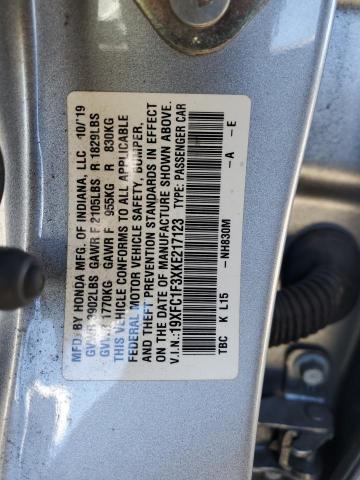 MFD. BY HONDA MFG. OF INDIANA, LLC 10/'19
3902LBS GAWR F 2105LBS R 1829LBS
1770KG GAWR F 955KG R 830KG
THIS VEHICLE CONFORMS TO ALL APPLICABLE
FEDERAL MOTOR VEHICLE SAFETY, BUMPER,
AND THEFT PREVENTION STANDARDS IN EFFECT
ON THE DATE OF MANUFACTURE SHOWN ABOVE.
V.I.N.: 19XFC1F3XKE217123 TYPE: PASSENGER CAR
TBC K L15 -NH830M -A -E